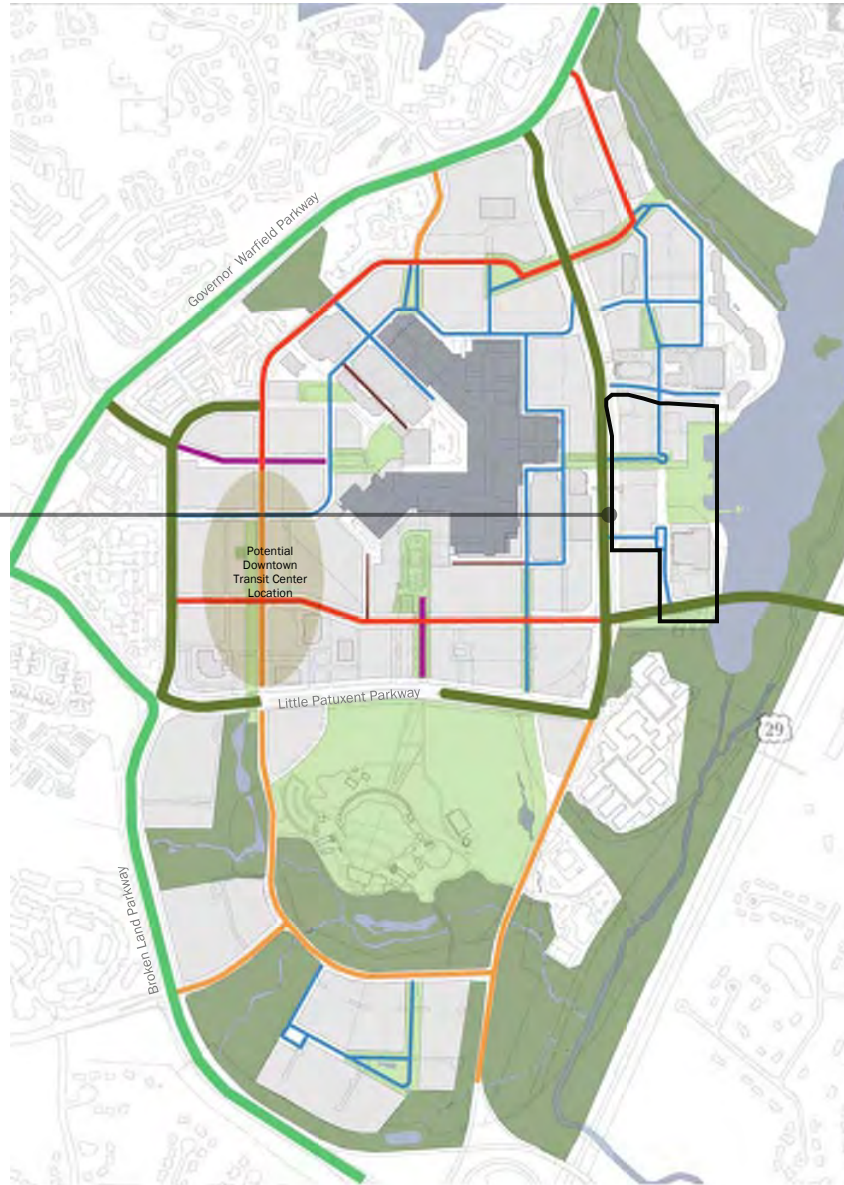 Governor Warfield Parkway
Potential
Downtown
Transit Center
Location
Little Patuxent Parkway
29
Broken Land Parkway